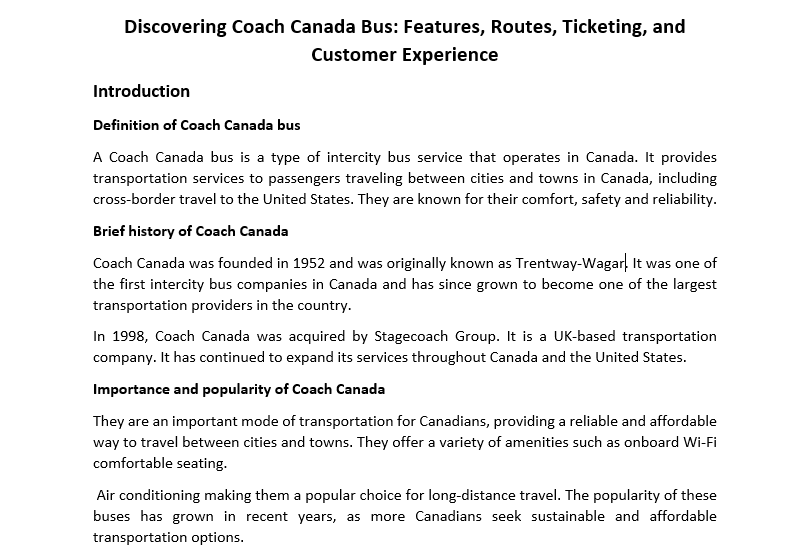 Discovering Coach Canada Bus: Features, Routes, Ticketing, and
Customer Experience
Introduction
Definition of Coach Canada bus
A Coach Canada bus is a type of intercity bus service that operates in Canada. It provides
transportation services to passengers traveling between cities and towns in Canada, including
cross-border travel to the United States. They are known for their comfort, safety and reliability.
Brief history of Coach Canada
Coach Canada was founded in 1952 and was originally known as Trentway-Wagar. It was one of
the first intercity bus companies in Canada and has since grown to become one of the largest
transportation providers in the country.
In 1998, Coach Canada was acquired by Stagecoach Group. It is a UK-based transportation
company. It has continued to expand its services throughout Canada and the United States.
Importance and popularity of Coach Canada
They are an important mode of transportation for Canadians, providing a reliable and affordable
way to travel between cities and towns. They offer a variety of amenities such as onboard Wi-Fi
comfortable seating.
Air conditioning making them a popular choice for long-distance travel. The popularity of these
buses has grown in recent years, as more Canadians seek sustainable and affordable
transportation options.